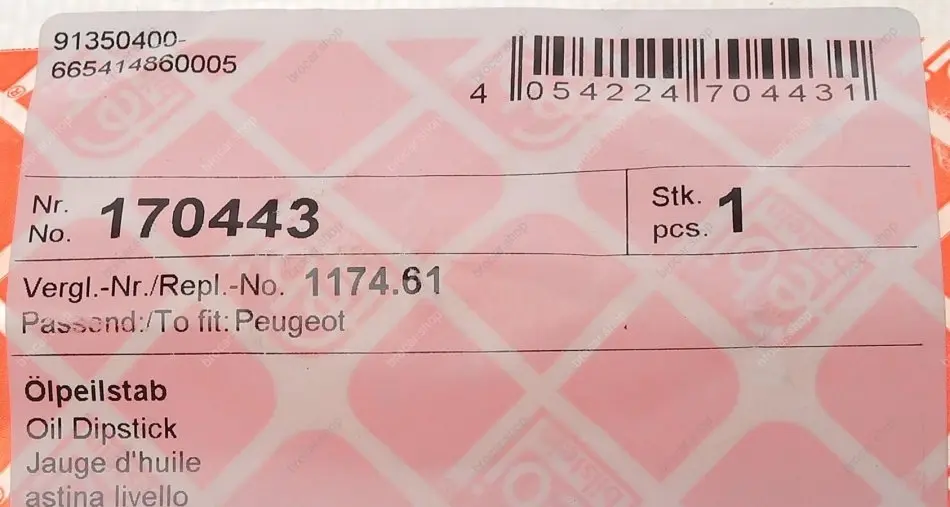 91350400-
665414860005
4 054224 704431
Nr. No. 170443
Stk. pcs. 1
Vergl.-Nr./Repl.-No. 1174.61
Passend:/To fit: Peugeot
Ölpeilstab
Oil Dipstick
Jauge d'huile
astina livello